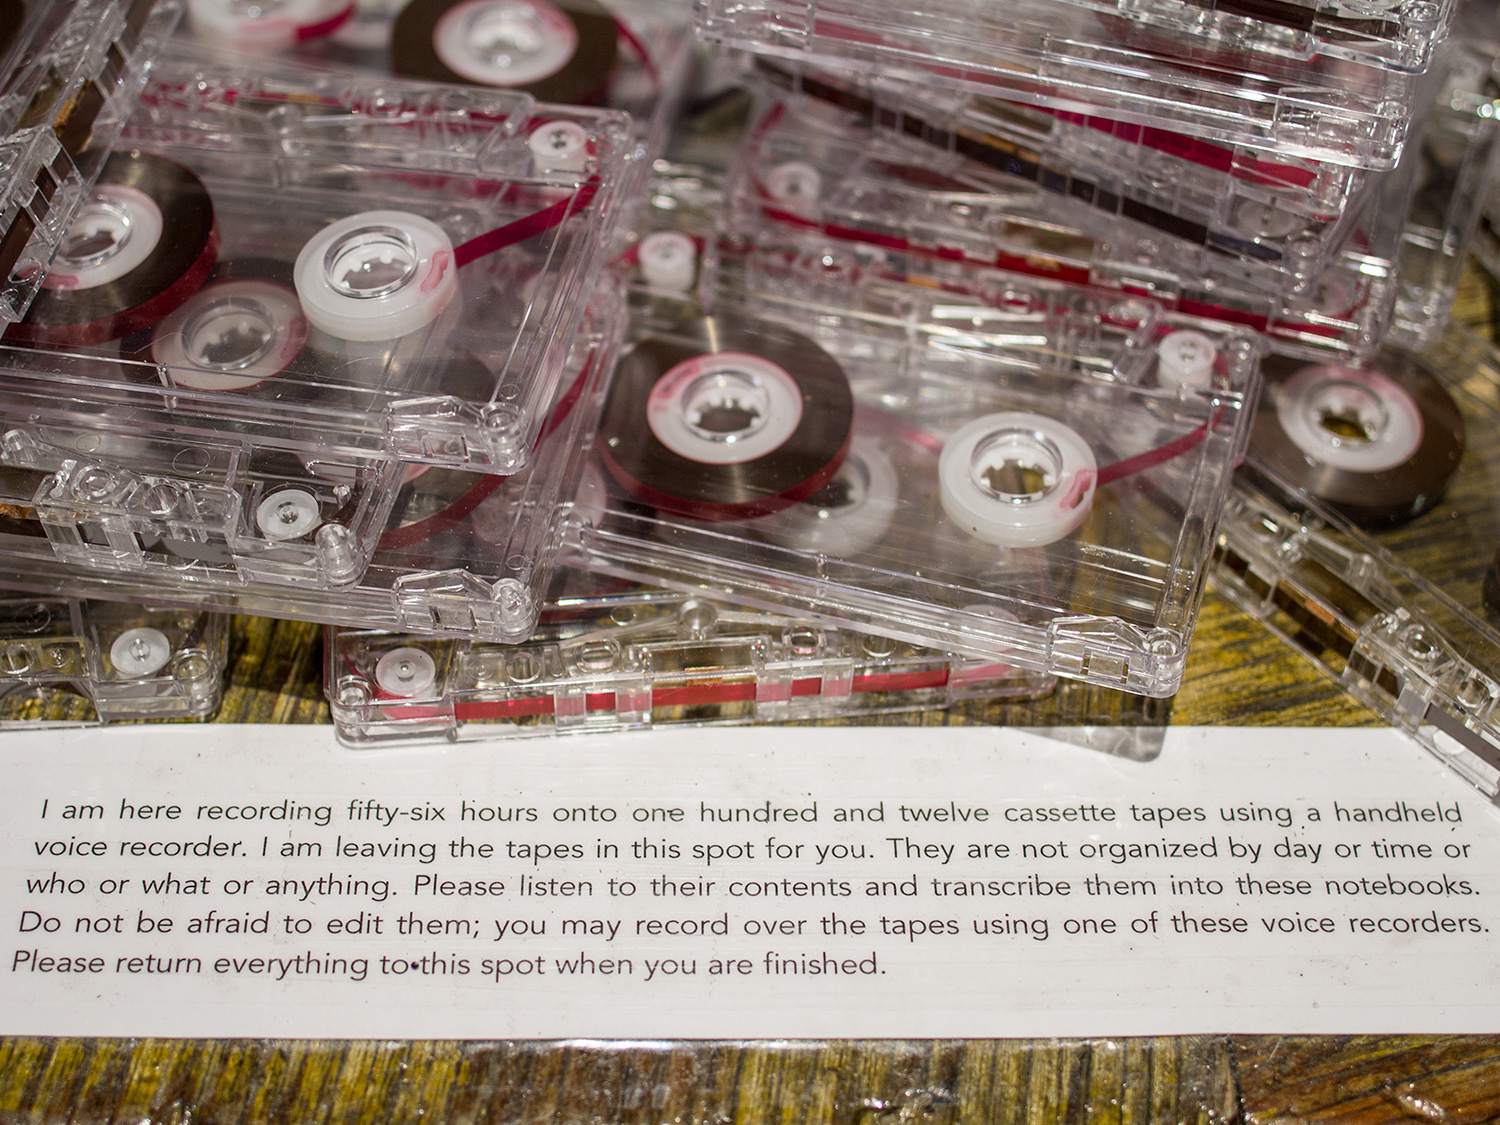 I am here recording fifty-six hours onto one hundred and twelve cassette tapes using a handheld
voice recorder. I am leaving the tapes in this spot for you. They are not organized by day or time or
who or what or anything. Please listen to their contents and transcribe them into these notebooks.
Do not be afraid to edit them; you may record over the tapes using one of these voice recorders.
Please return everything to this spot when you are finished.